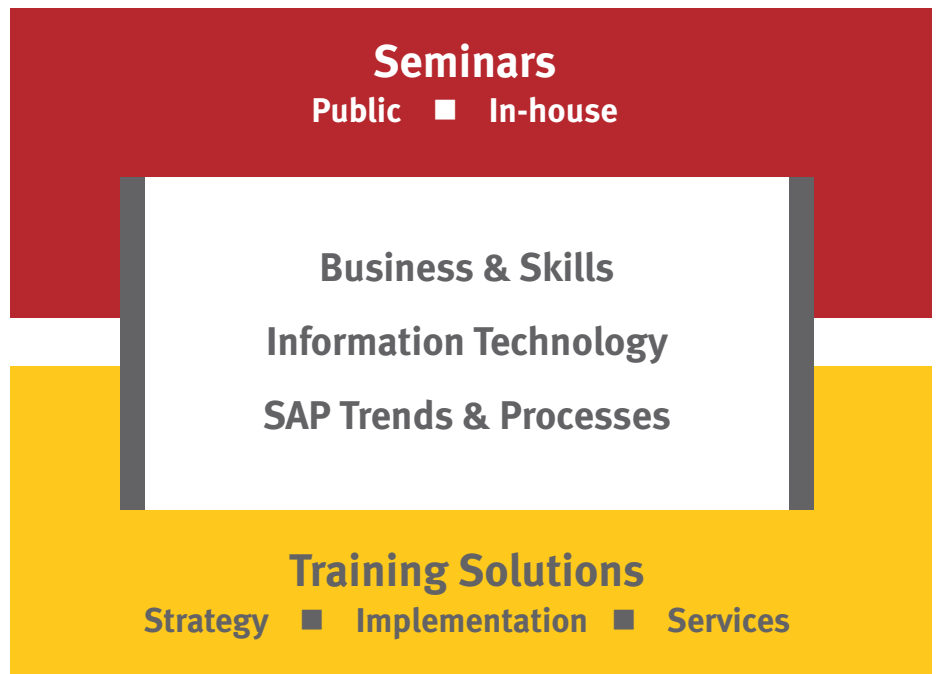 Seminars
Public ■ In-house
Business & Skills
Information Technology
SAP Trends & Processes
Training Solutions
Strategy ■ Implementation ■ Services